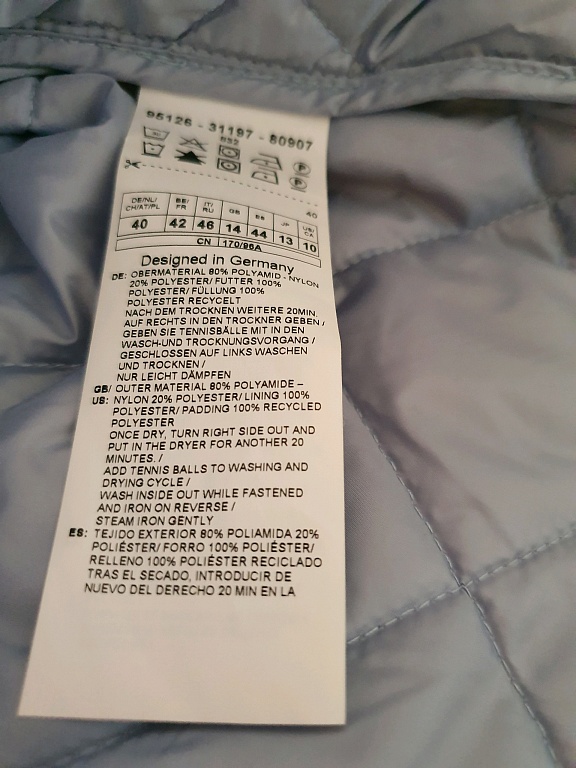 95126 - 31197 - 80907
DE/NL/ CH/AT/PL BE/ FR IT/ RU GB BR JP US/ CA
40
40 42 46 14 44 13 10
CN 170/96A
Designed in Germany
DE: OBERMATERIAL 80% POLYAMID - NYLON
20% POLYESTER/ FUTTER 100%
POLYESTER/ FÜLLUNG 100%
POLYESTER RECYCELT
NACH DEM TROCKNEN WEITERE 20MIN.
AUF RECHTS IN DEN TROCKNER GEBEN /
GEBEN SIE TENNISBÄLLE MIT IN DEN
WASCH-UND TROCKNUNGSVORGANG /
GESCHLOSSEN AUF LINKS WASCHEN
UND TROCKNEN /
NUR LEICHT DÄMPFEN
GB/ OUTER MATERIAL 80% POLYAMIDE –
US: NYLON 20% POLYESTER/ LINING 100%
POLYESTER/ PADDING 100% RECYCLED
POLYESTER
ONCE DRY, TURN RIGHT SIDE OUT AND
PUT IN THE DRYER FOR ANOTHER 20
MINUTES. /
ADD TENNIS BALLS TO WASHING AND
DRYING CYCLE /
WASH INSIDE OUT WHILE FASTENED
AND IRON ON REVERSE /
STEAM IRON GENTLY
ES: TEJIDO EXTERIOR 80% POLIAMIDA 20%
POLIÉSTER/ FORRO 100% POLIÉSTER/
RELLENO 100% POLIÉSTER RECICLADO
TRAS EL SECADO, INTRODUCIR DE
NUEVO DEL DERECHO 20 MIN EN LA